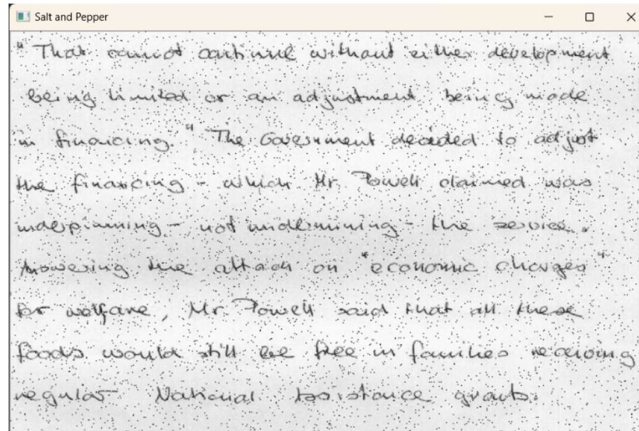 Salt and Pepper
"That cannot continue without either development
being limited or an adjustment being made
in financing." The Government decided to adjust
the financing - which Mr. Powell claimed was
underpinning - not undermining - the service.
Answering the attack on "economic charges"
for welfare, Mr. Powell said that all these
foods would still be free in families receiving
regular National Assistance grants.